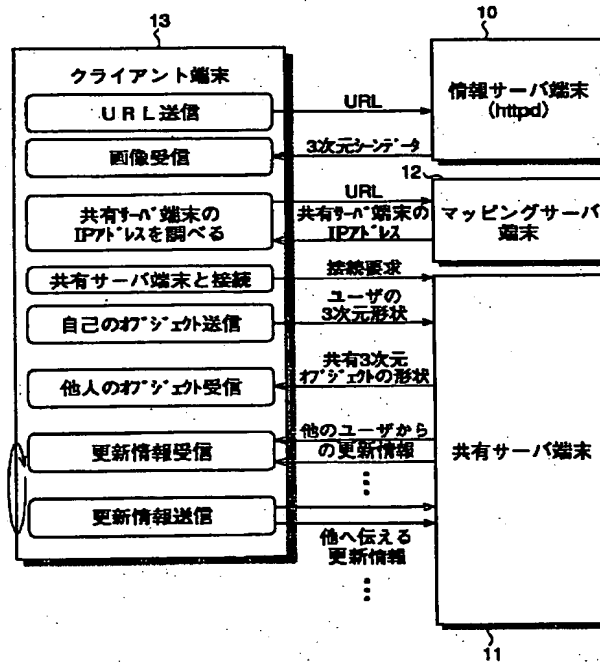 13
クライアント端末
URL送信
画像受信
共有サーバ端末の
IPアドレスを調べる
共有サーバ端末と接続
自己のオブジェクト送信
他人のオブジェクト受信
更新情報受信
更新情報送信
URL
3次元シーンデータ
URL
共有サーバ端末の
IPアドレス
接続要求
ユーザの
3次元形状
共有3次元
オブジェクトの形状
他のユーザから
の更新情報
他へ伝える
更新情報
10
情報サーバ端末
(httpd)
12
マッピングサーバ
端末
共有サーバ端末
11